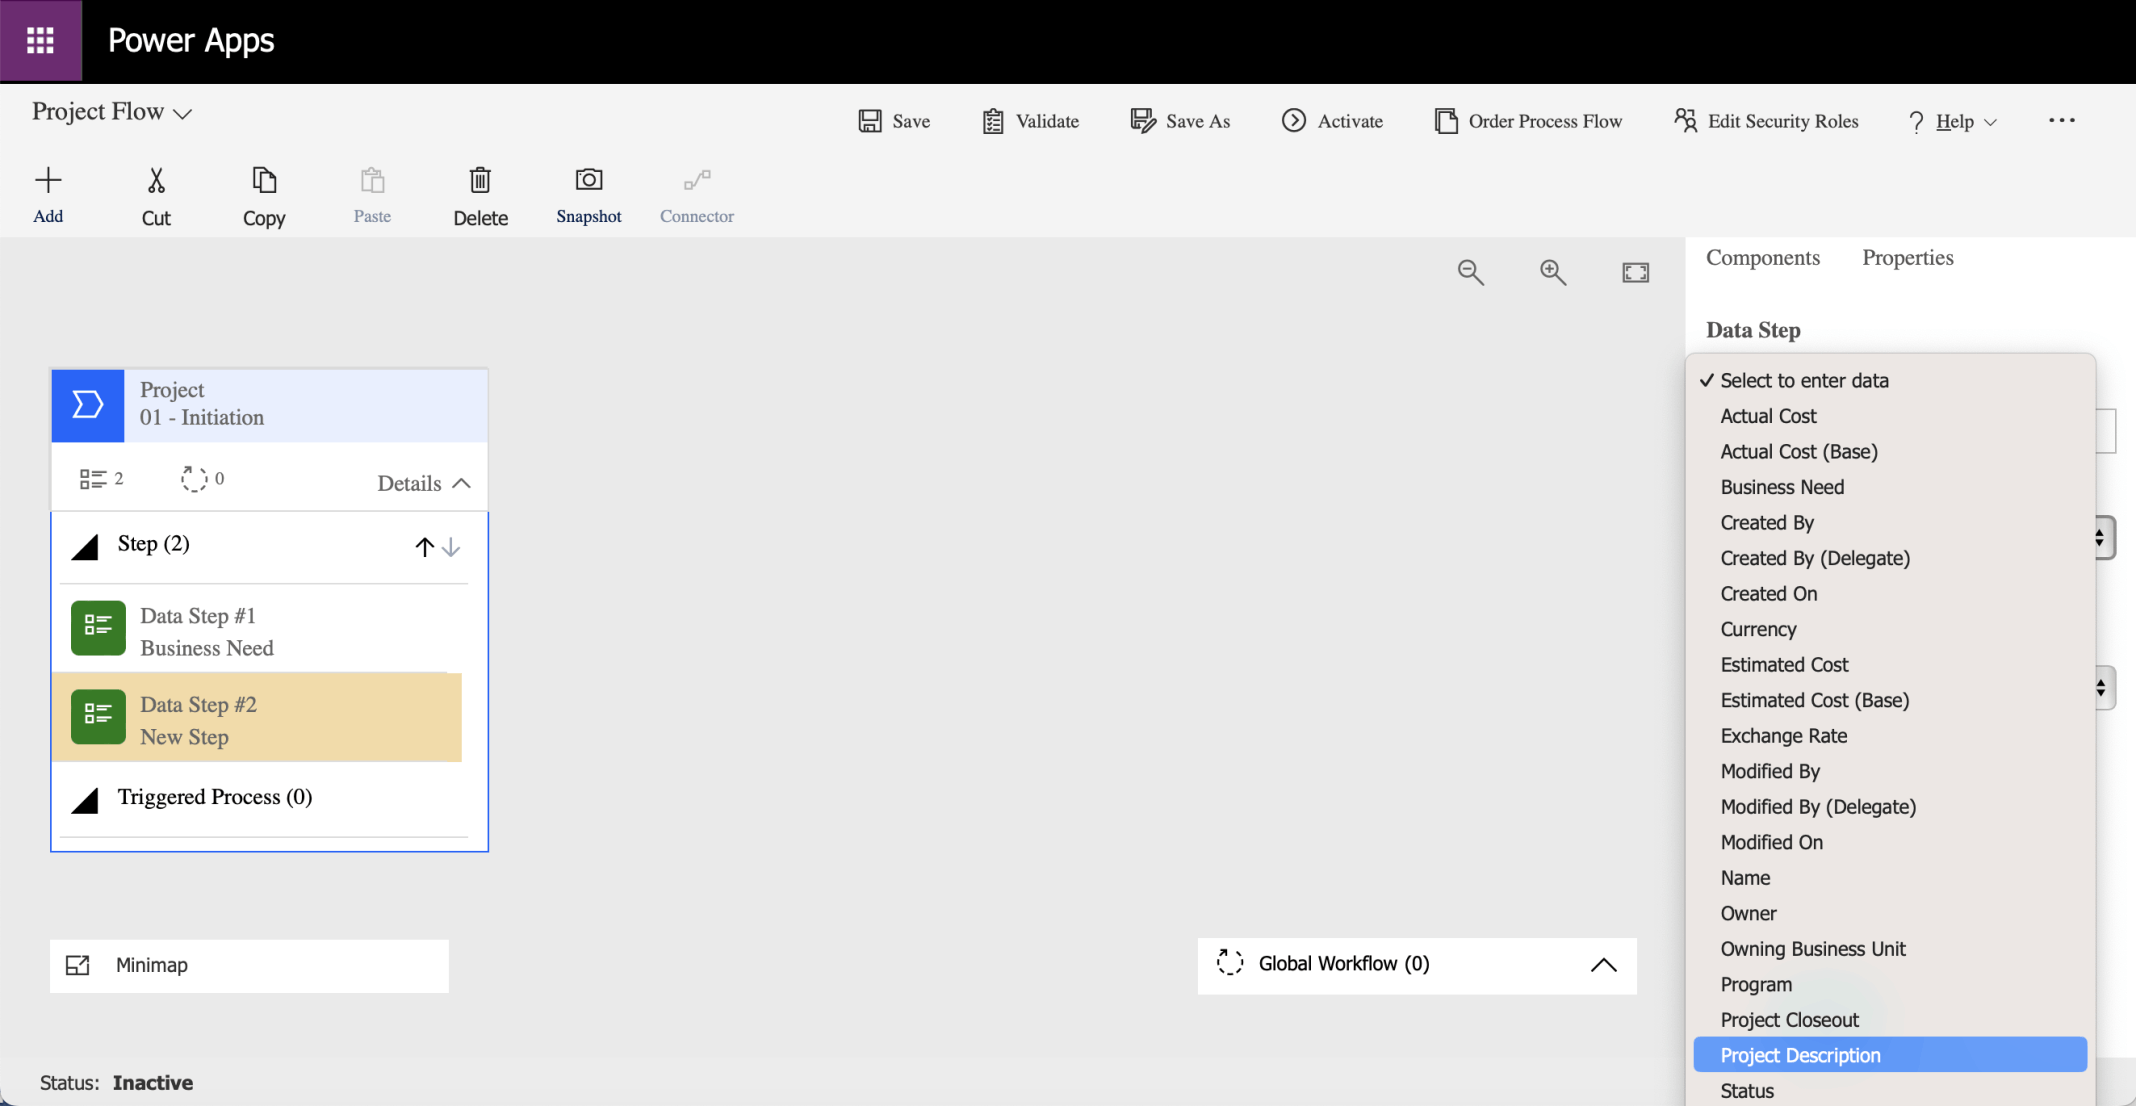 Power Apps
Project Flow
Save
Validate
Save As
Activate
Order Process Flow
Edit Security Roles
? Help
Add
Cut
Copy
Paste
Delete
Snapshot
Connector
Components
Properties
Data Step
✓ Select to enter data
Actual Cost
Actual Cost (Base)
Business Need
Created By
Created By (Delegate)
Created On
Currency
Estimated Cost
Estimated Cost (Base)
Exchange Rate
Modified By
Modified By (Delegate)
Modified On
Name
Owner
Owning Business Unit
Program
Project Closeout
Project Description
Status
Project
01 - Initiation
2
0
Details
Step (2)
Data Step #1
Business Need
Data Step #2
New Step
Triggered Process (0)
Minimap
Global Workflow (0)
Status: Inactive